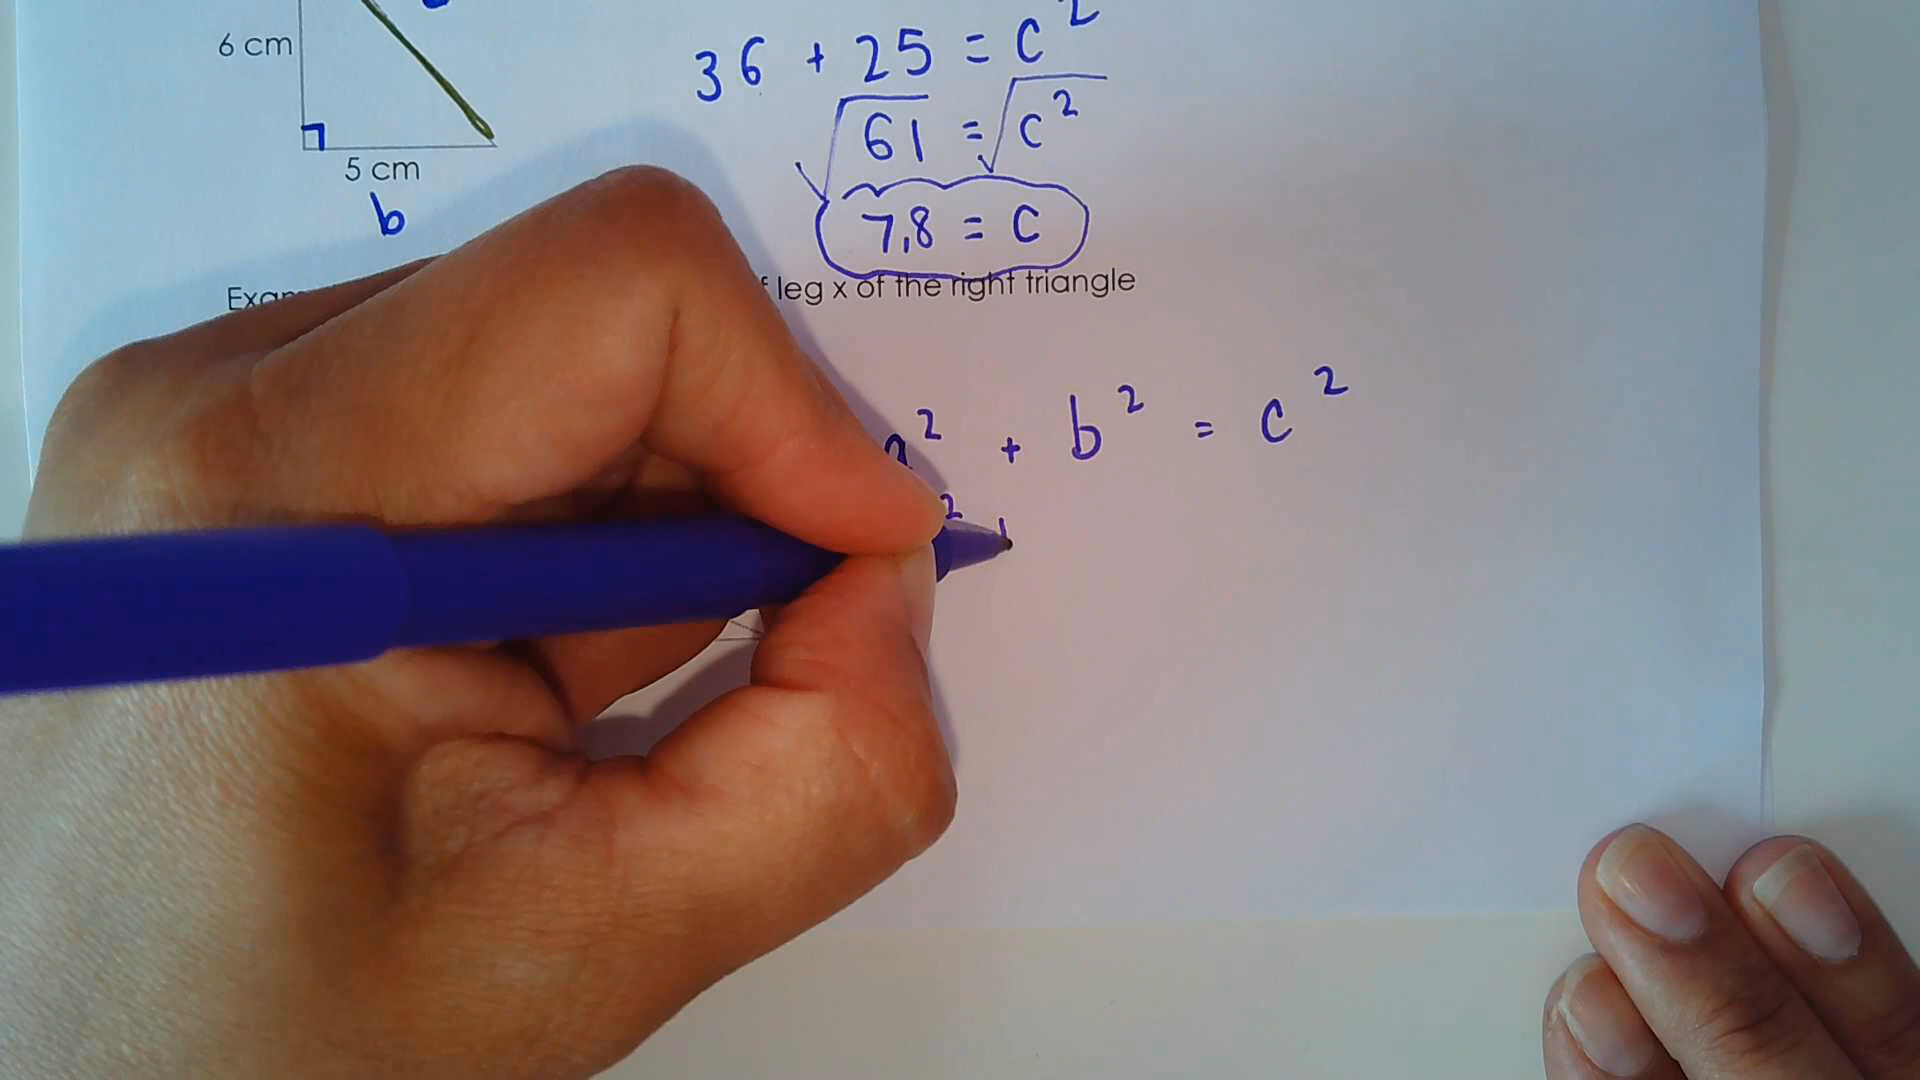 6 cm
36 + 25 = c²
√61 = √c²
5 cm
b
7,8 = c
leg x of the right triangle
a² + b² = c²
2